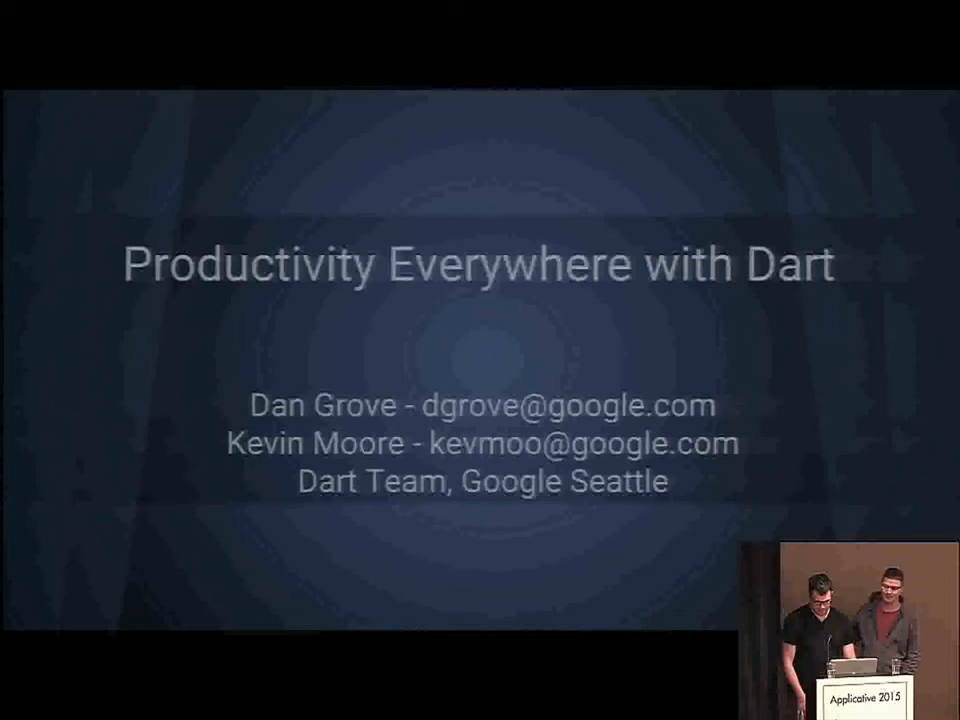 Productivity Everywhere with Dart
Dan Grove - dgrove@google.com
Kevin Moore - kevmoo@google.com
Dart Team, Google Seattle
Applicative 2015